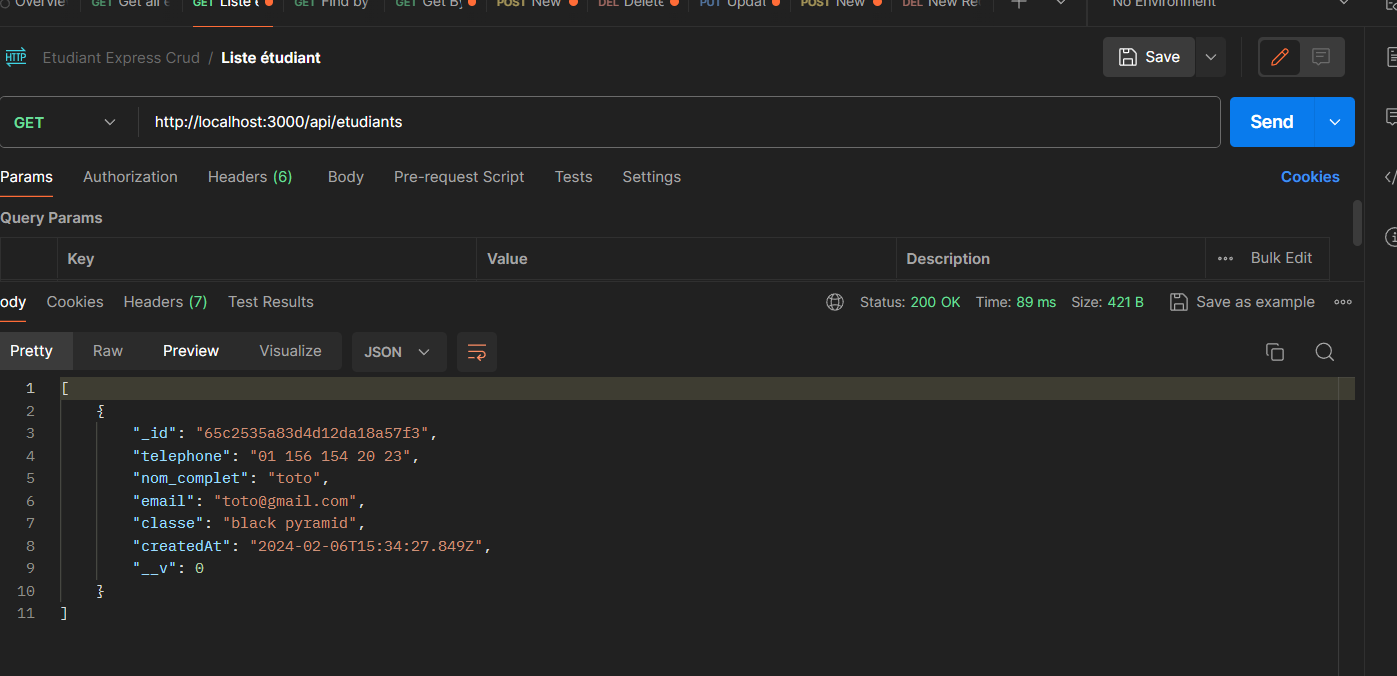 Overvie GET Get all e GET Liste e GET Find by GET Get By POST New DEL Delete PUT Updat POST New DEL New Re No Environment
HTTP Etudiant Express Crud / Liste étudiant Save
GET http://localhost:3000/api/etudiants Send
Params Authorization Headers (6) Body Pre-request Script Tests Settings Cookies
Query Params
Key Value Description Bulk Edit
ody Cookies Headers (7) Test Results Status: 200 OK Time: 89 ms Size: 421 B Save as example
Pretty Raw Preview Visualize JSON
1 [
2 {
3 "_id": "65c2535a83d4d12da18a57f3",
4 "telephone": "01 156 154 20 23",
5 "nom_complet": "toto",
6 "email": "toto@gmail.com",
7 "classe": "black pyramid",
8 "createdAt": "2024-02-06T15:34:27.849Z",
9 "__v": 0
10 }
11 ]